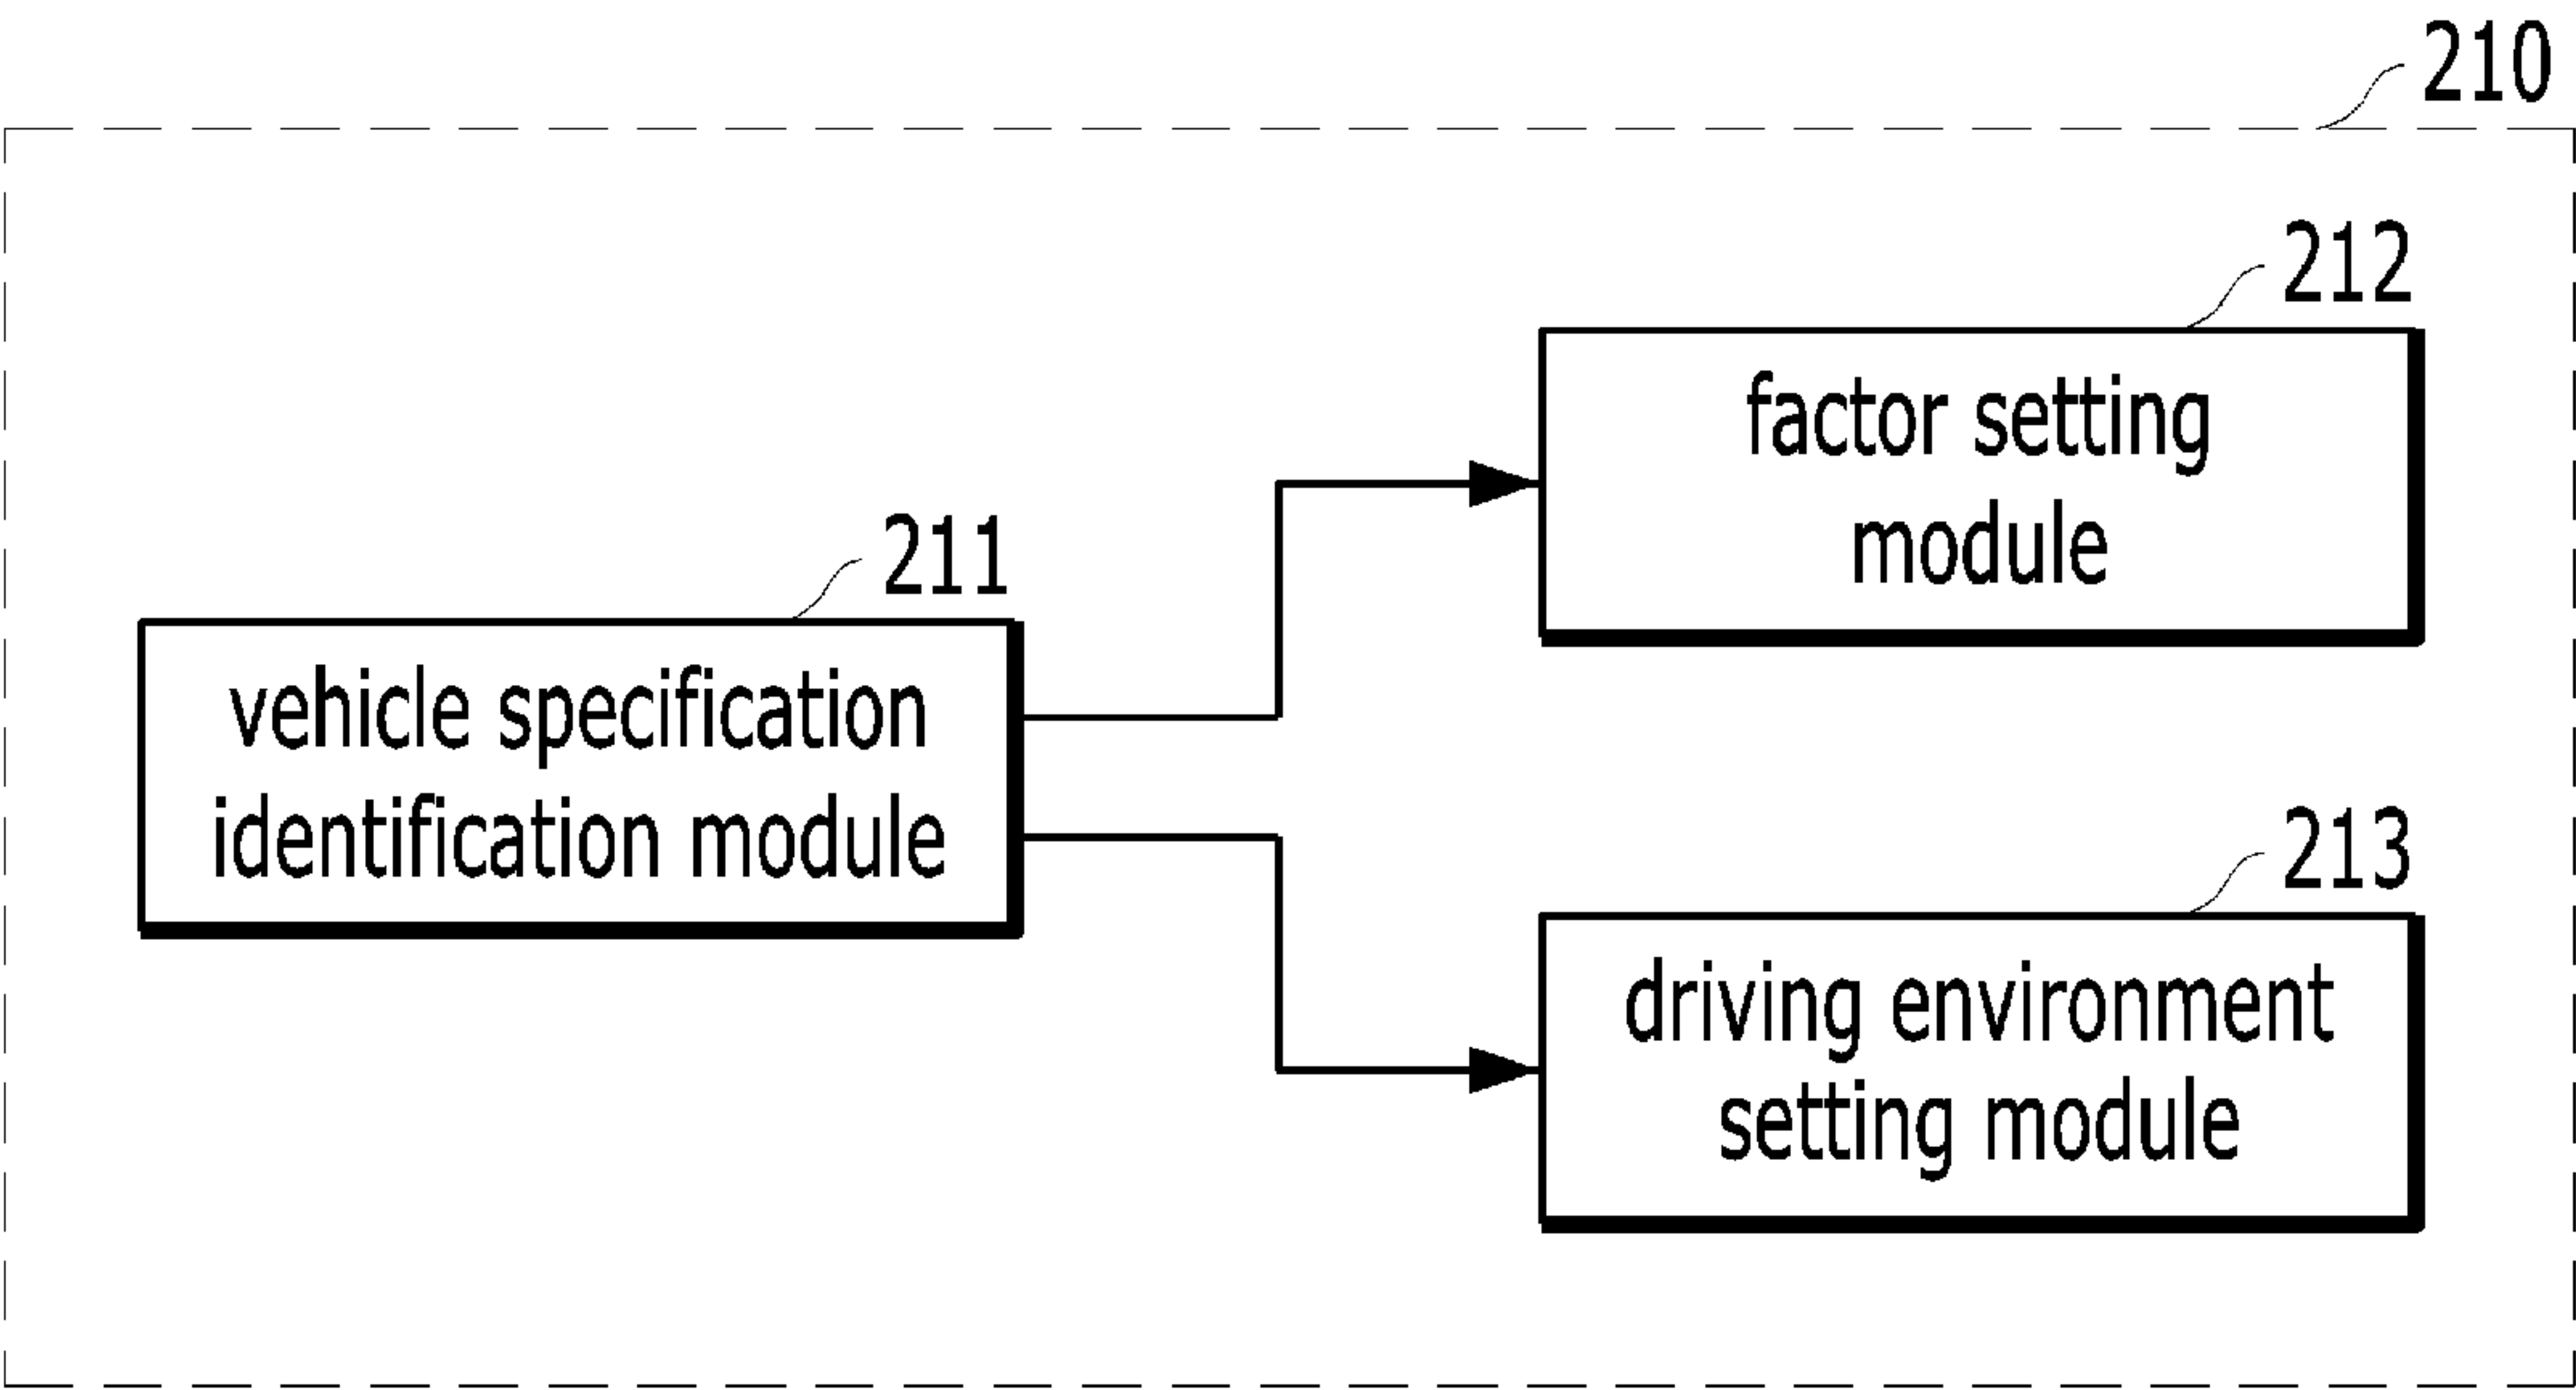 210
212
factor setting
module
211
vehicle specification
identification module
213
driving environment
setting module